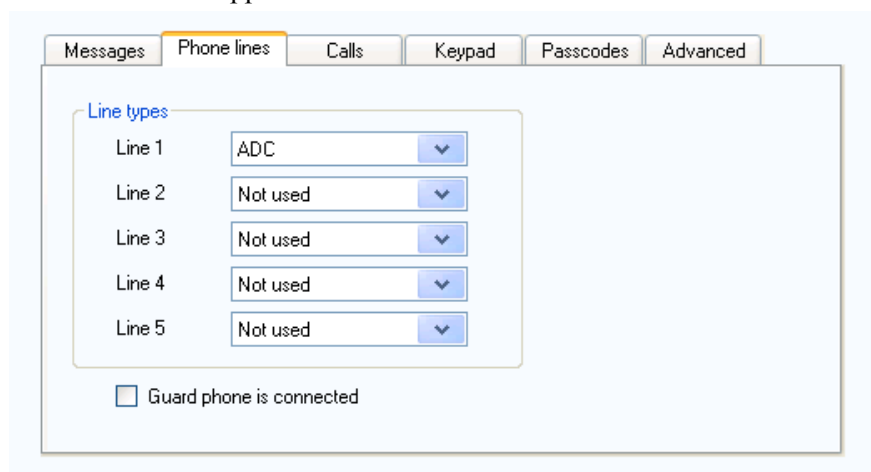 Messages Phone lines Calls Keypad Passcodes Advanced
Line types
Line 1 ADC
Line 2 Not used
Line 3 Not used
Line 4 Not used
Line 5 Not used
Guard phone is connected